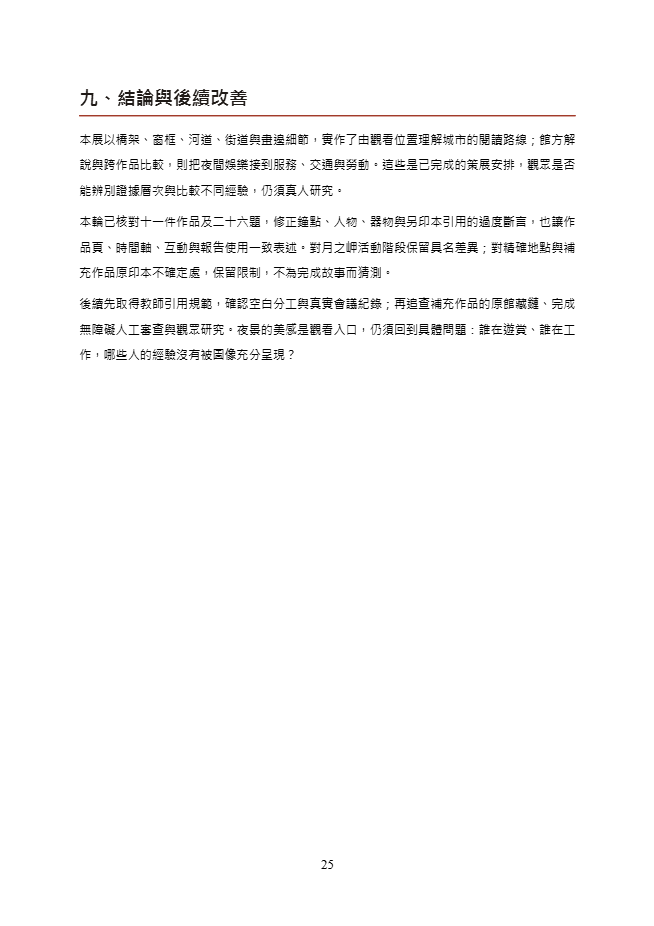 九、結論與後續改善
本展以橋架、窗框、河道、街道與畫邊細節，實作了由觀看位置理解城市的閱讀路線；館方解
說與跨作品比較，則把夜間娛樂接到服務、交通與勞動。這些是已完成的策展安排，觀眾是否
能辨別證據層次與比較不同經驗，仍須真人研究。
本輪已核對十一件作品及二十六題，修正鐘點、人物、器物與另印本引用的過度斷言，也讓作
品頁、時間軸、互動與報告使用一致表述。對月之岬活動階段保留具名差異；對精確地點與補
充作品原印本不確定處，保留限制，不為完成故事而猜測。
後續先取得教師引用規範，確認空白分工與真實會議紀錄；再追查補充作品的原館藏鏈、完成
無障礙人工審查與觀眾研究。夜景的美感是觀看入口，仍須回到具體問題：誰在遊賞、誰在工
作，哪些人的經驗沒有被圖像充分呈現？
25